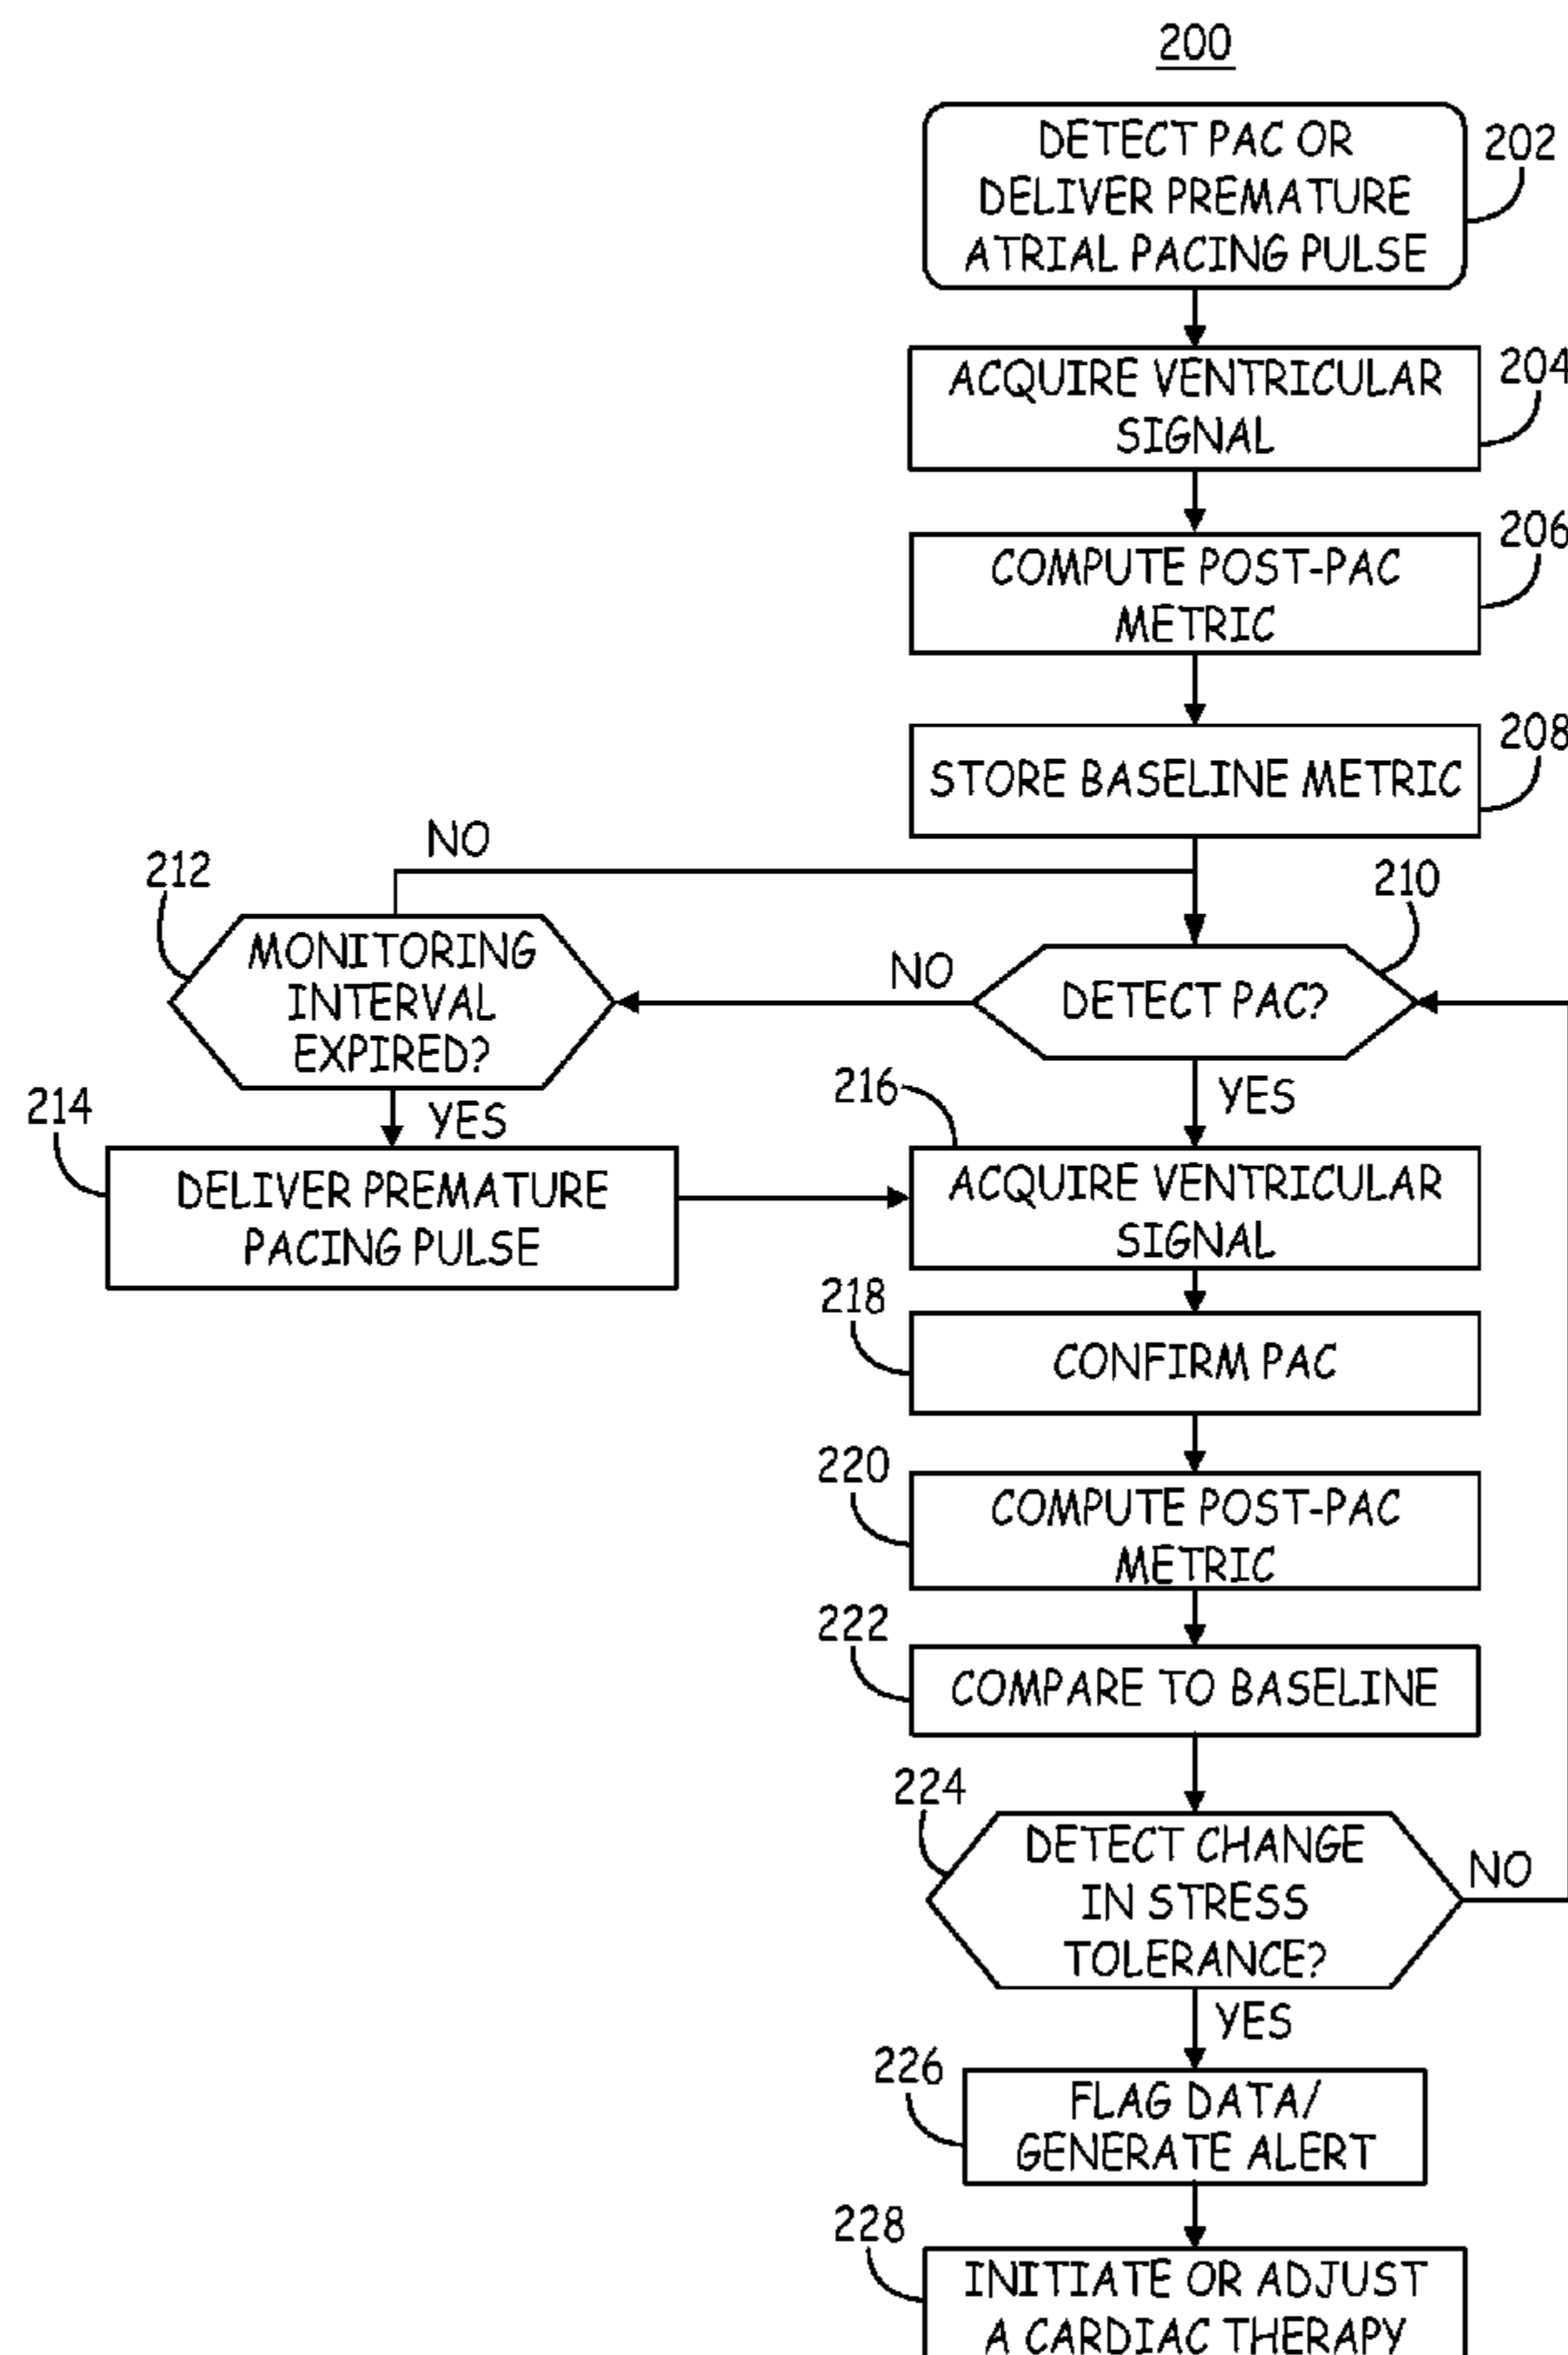 200
DETECT PAC OR
DELIVER PREMATURE
ATRIAL PACING PULSE
202
ACQUIRE VENTRICULAR
SIGNAL
204
COMPUTE POST-PAC
METRIC
206
STORE BASELINE METRIC
208
NO
212
MONITORING
INTERVAL
EXPIRED?
NO
210
DETECT PAC?
YES
214
YES
DELIVER PREMATURE
PACING PULSE
216
ACQUIRE VENTRICULAR
SIGNAL
218
CONFIRM PAC
220
COMPUTE POST-PAC
METRIC
222
COMPARE TO BASELINE
224
DETECT CHANGE
IN STRESS
TOLERANCE?
NO
YES
226
FLAG DATA/
GENERATE ALERT
228
INITIATE OR ADJUST
A CARDIAC THERAPY